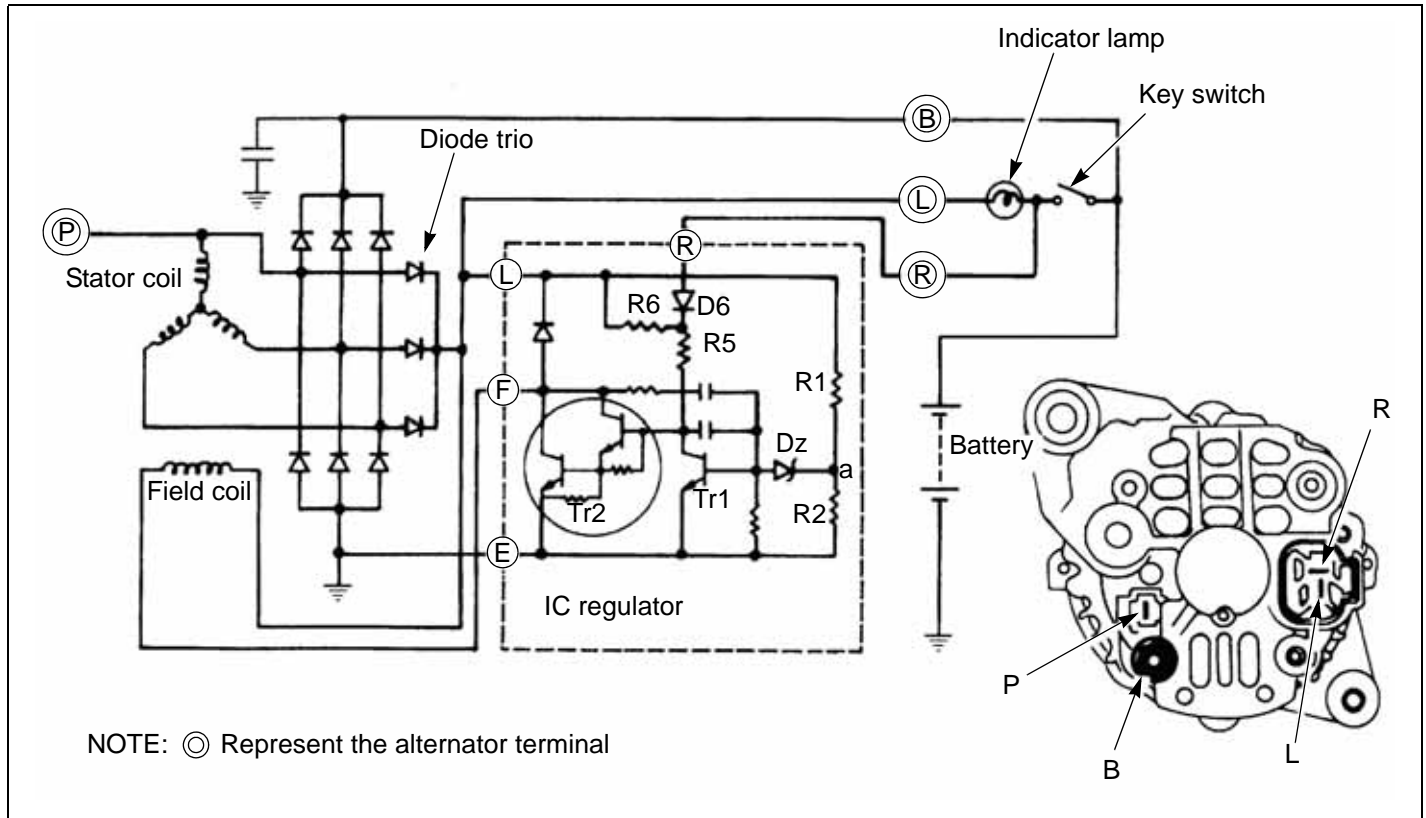 Indicator lamp
Key switch
B
Diode trio
L
P
R
R
Stator coil
L
R6
D6
R5
R1
F
Dz
a
Battery
R
Field coil
Tr2
Tr1
R2
E
IC regulator
P
L
B
NOTE: ◎ Represent the alternator terminal